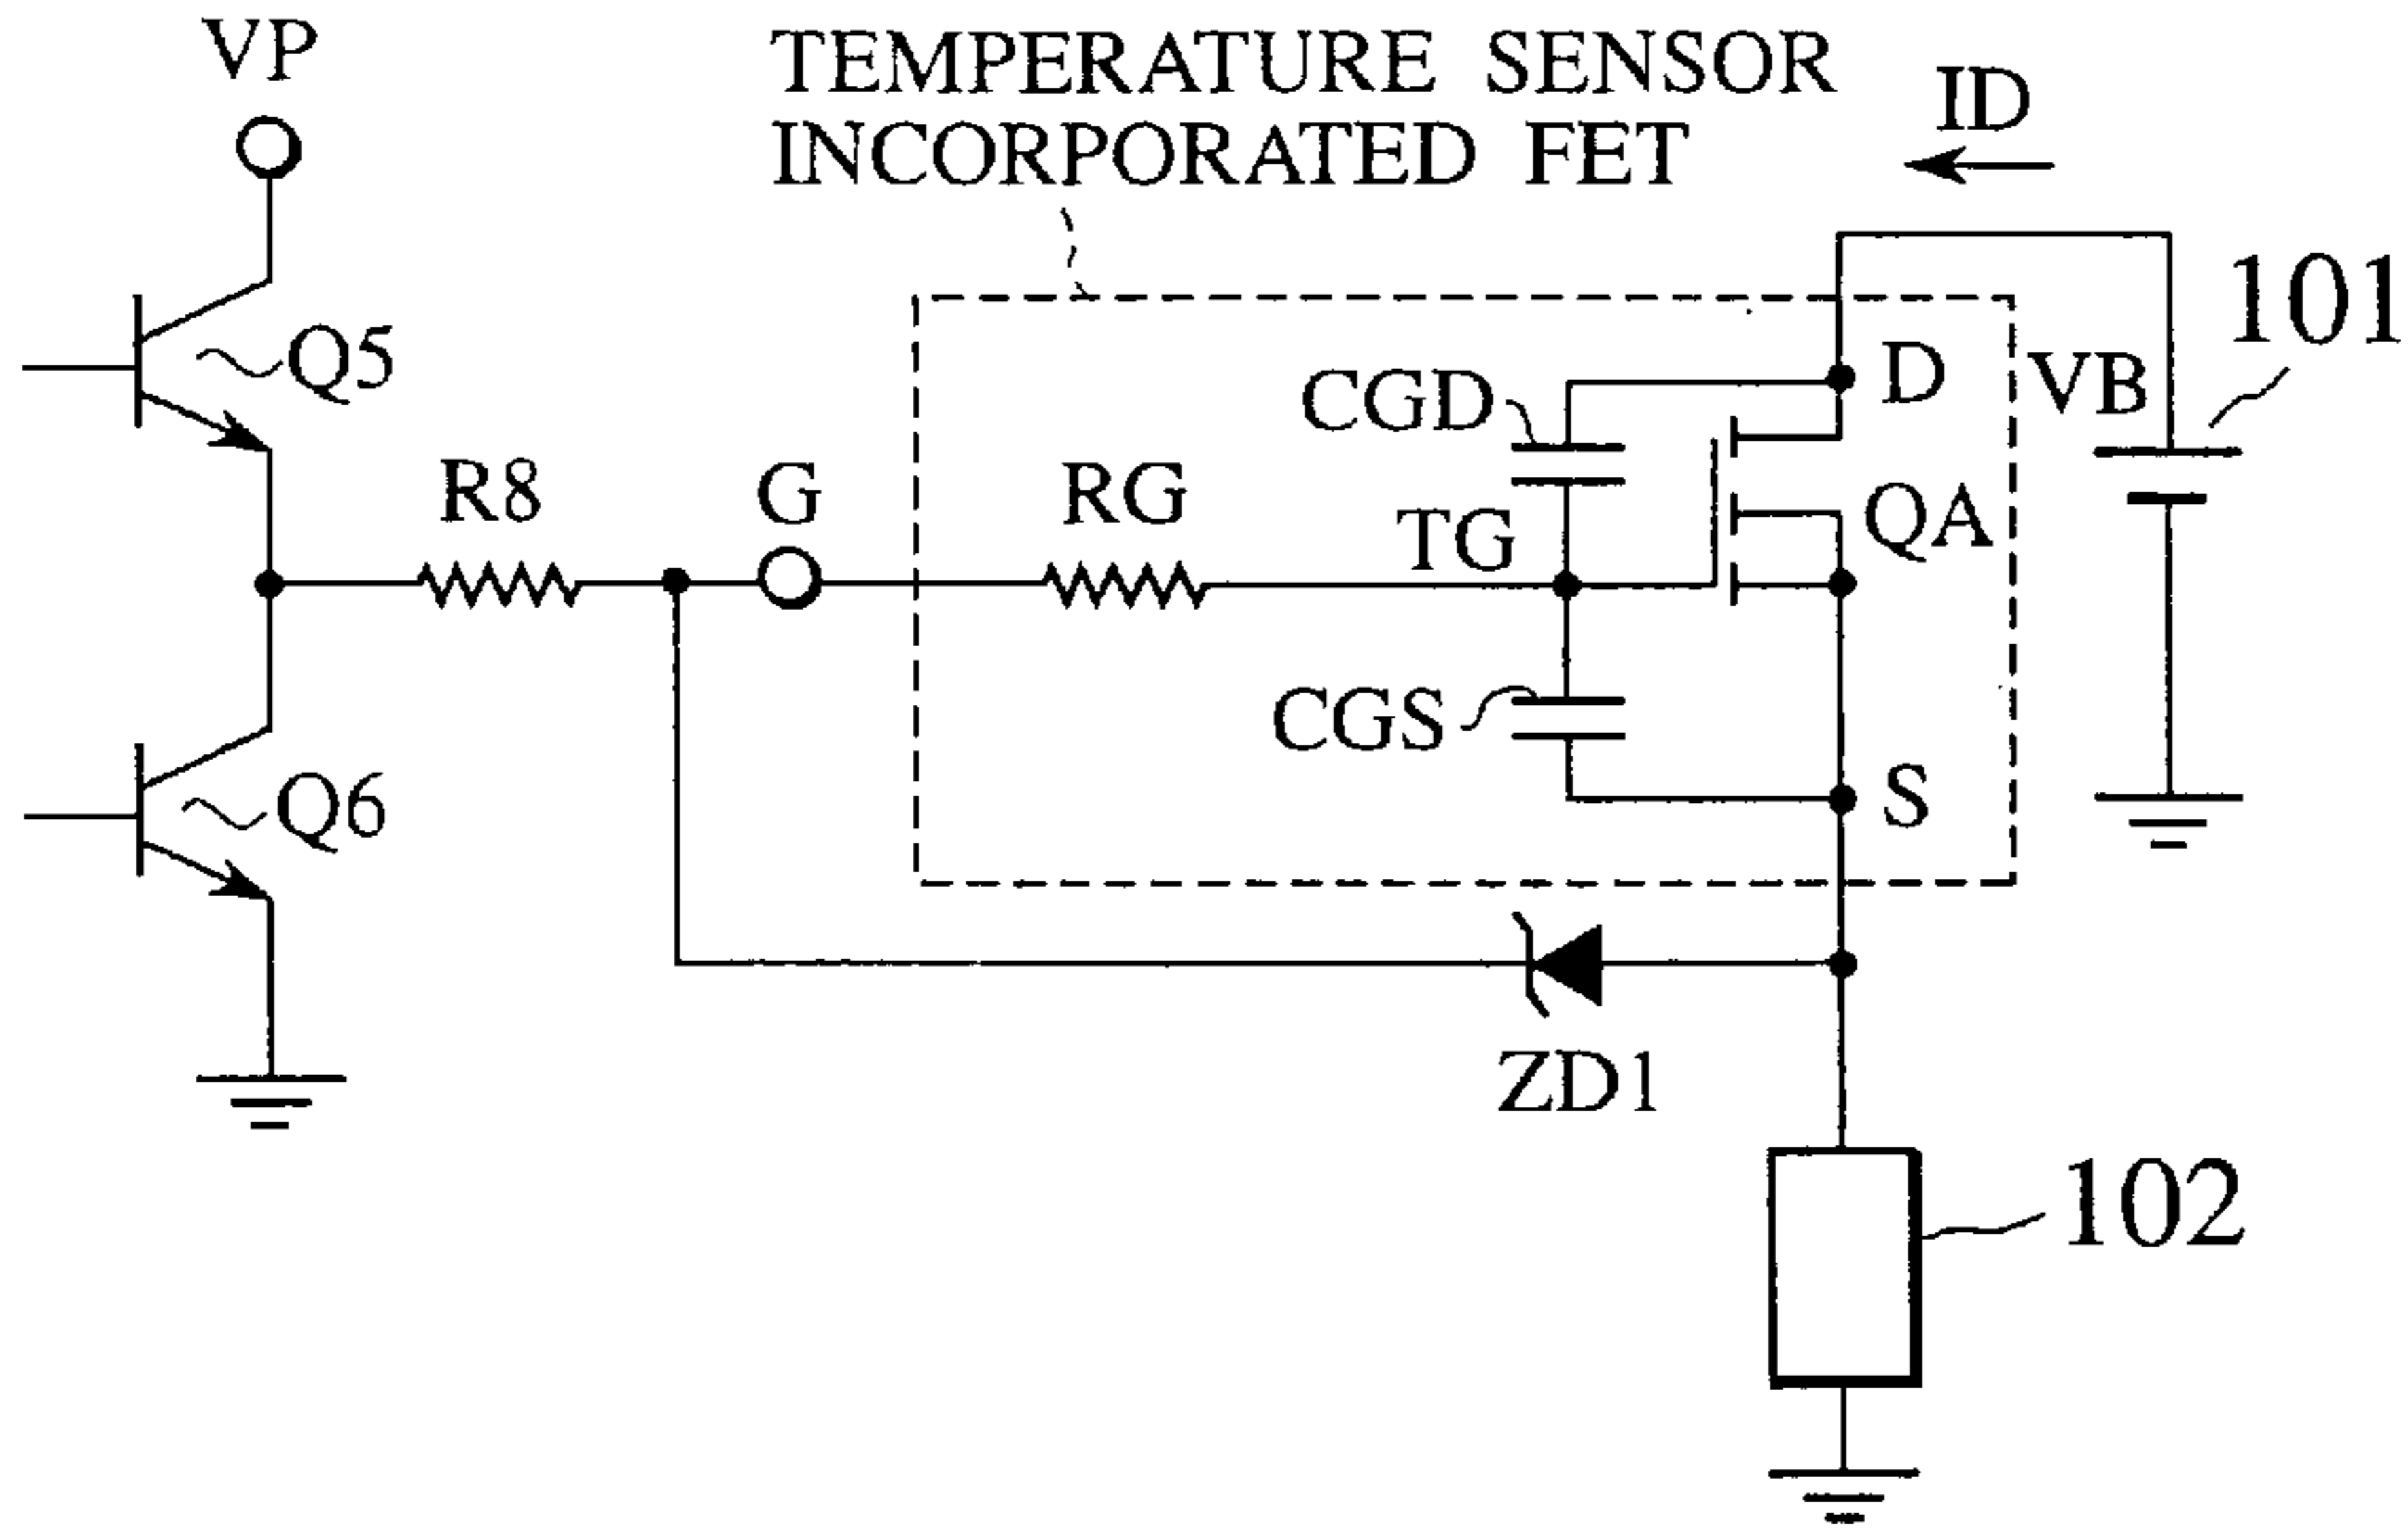 VP
TEMPERATURE SENSOR
INCORPORATED FET
ID
101
Q5
CGD
D
VB
R8
G
RG
TG
QA
CGS
S
Q6
ZD1
102